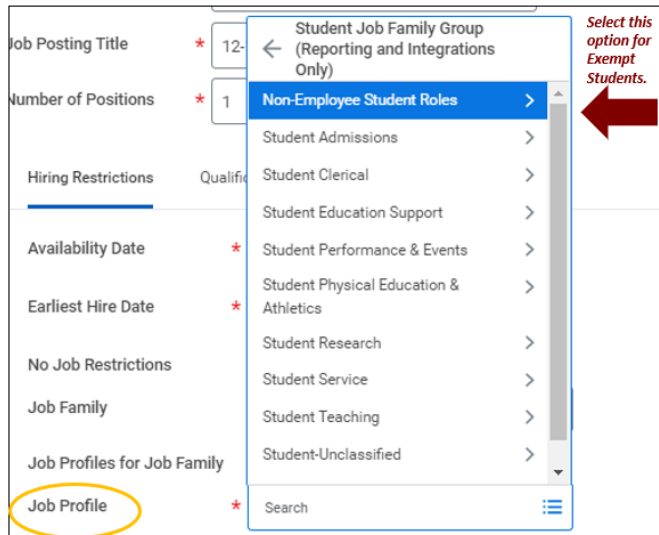 Job Posting Title * 12-
Student Job Family Group
(Reporting and Integrations
Only)
Select this
option for
Exempt
Students.
Number of Positions * 1
Non-Employee Student Roles
Student Admissions
Student Clerical
Hiring Restrictions Qualific
Student Education Support
Availability Date *
Student Performance & Events
Student Physical Education &
Athletics
Earliest Hire Date *
Student Research
No Job Restrictions
Student Service
Job Family
Student Teaching
Student-Unclassified
Job Profiles for Job Family
Job Profile * Search